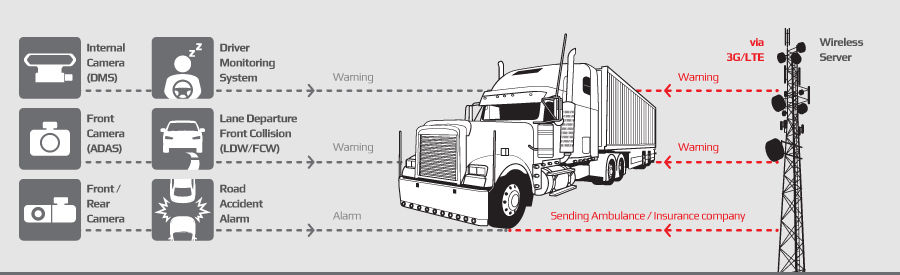 Internal
Camera
(DMS)
Driver
Monitoring
System
Warning
Front
Camera
(ADAS)
Lane Departure
Front Collision
(LDW/FCW)
Warning
Front /
Rear
Camera
Road
Accident
Alarm
Alarm
z z z
via
3G/LTE
Wireless
Server
Warning
Warning
Sending Ambulance / Insurance company